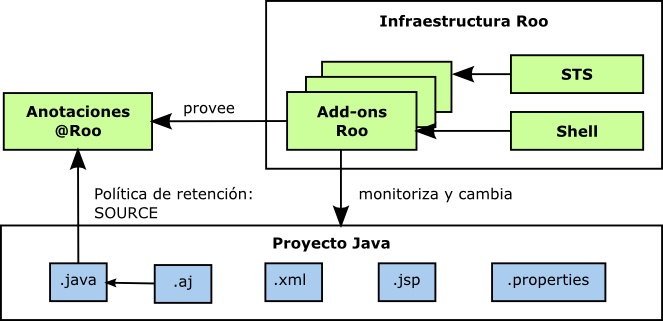 Infraestructura Roo
STS
Anotaciones
@Roo
provee
Add-ons
Roo
Shell
Política de retención:
SOURCE
monitoriza y cambia
Proyecto Java
.java
.aj
.xml
.jsp
.properties